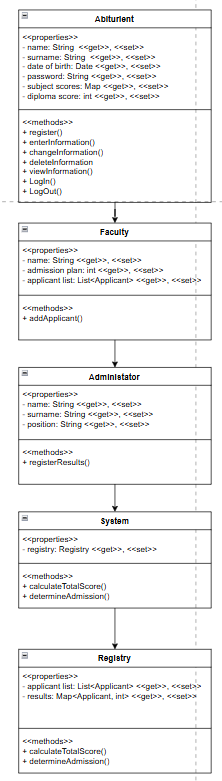 Abiturient
<<properties>>
- name: String <<get>>, <<set>>
- surname: String <<get>>, <<set>>
- date of birth: Date <<get>>, <<set>>
- password: String <<get>>, <<set>>
- subject scores: Map <<get>>, <<set>>
- diploma score: int <<get>>, <<set>>
<<methods>>
+ register()
+ enterInformation()
+ changeInformation()
+ deleteInformation
+ viewInformation()
+ LogIn()
+ LogOut()
Faculty
<<properties>>
- name: String <<get>>, <<set>>
- admission plan: int <<get>>, <<set>>
- applicant list: List<Applicant> <<get>>, <<set>>
<<methods>>
+ addApplicant()
Administator
<<properties>>
- name: String <<get>>, <<set>>
- surname: String <<get>>, <<set>>
- position: String <<get>>, <<set>>
<<methods>>
+ registerResults()
System
<<properties>>
- registry: Registry <<get>>, <<set>>
<<methods>>
+ calculateTotalScore()
+ determineAdmission()
Registry
<<properties>>
- applicant list: List<Applicant> <<get>>, <<set>>
- results: Map<Applicant, int> <<get>>, <<set>>
<<methods>>
+ calculateTotalScore()
+ determineAdmission()